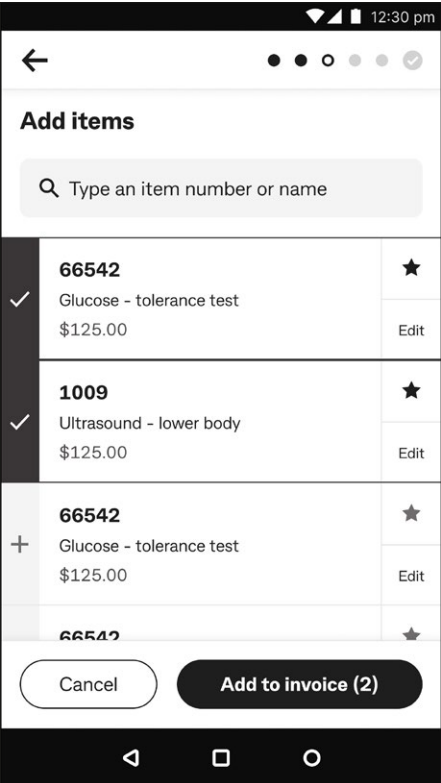 12:30 pm
Add items
Type an item number or name
66542
Glucose - tolerance test
$125.00
Edit
1009
Ultrasound - lower body
$125.00
Edit
66542
Glucose - tolerance test
$125.00
Edit
66542
Cancel
Add to invoice (2)